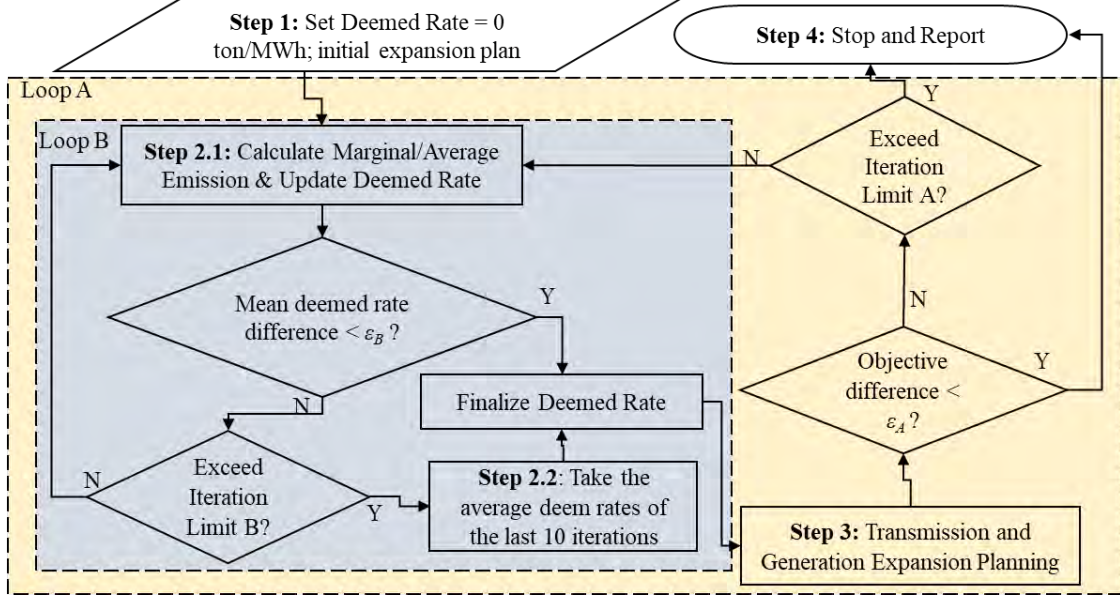 Step 1: Set Deemed Rate = 0
ton/MWh; initial expansion plan
Step 4: Stop and Report
Loop A
Y
Loop B
Step 2.1: Calculate Marginal/Average
Emission & Update Deemed Rate
N
Exceed
Iteration
Limit A?
Mean deemed rate
difference < εB ?
Y
N
Objective
difference <
εA ?
Y
Finalize Deemed Rate
N
Exceed
Iteration
Limit B?
N
Y
Step 2.2: Take the
average deem rates of
the last 10 iterations
Step 3: Transmission and
Generation Expansion Planning